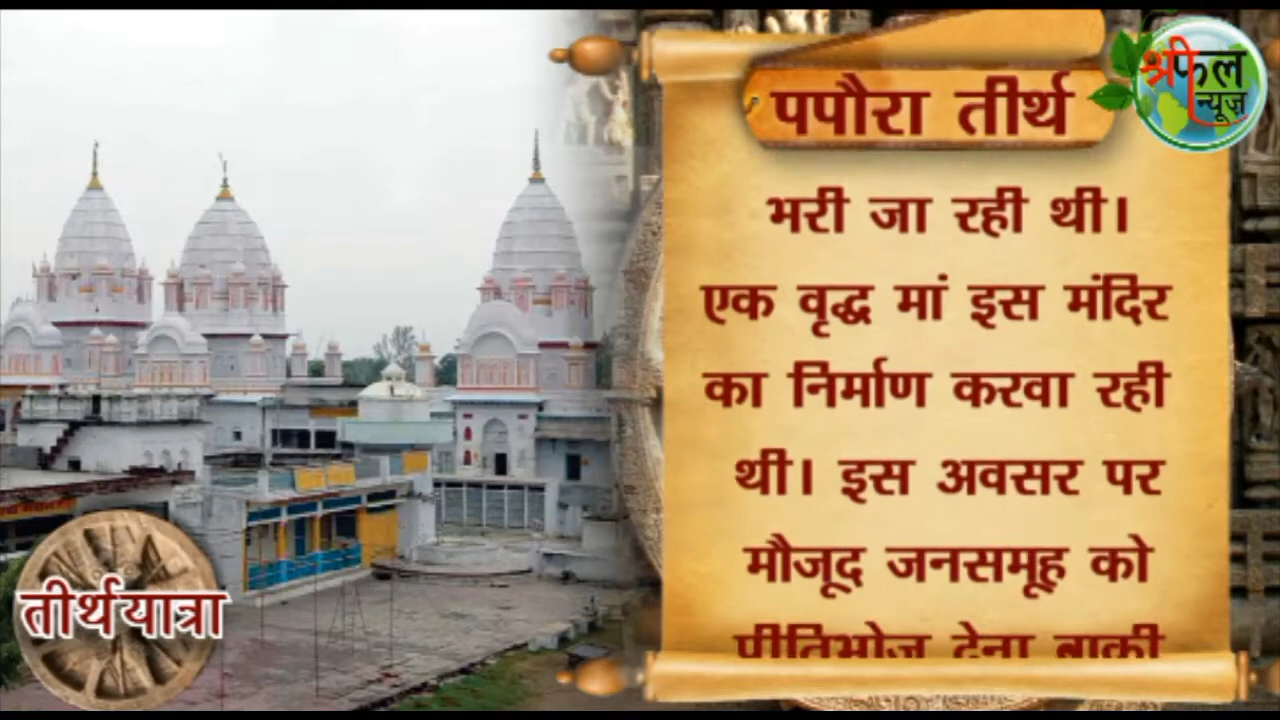 पपौरा तीर्थ
श्रीफल
न्यूज़
भरी जा रही थी।
एक वृद्ध मां इस मंदिर
का निर्माण करवा रही
थी। इस अवसर पर
मौजूद जनसमूह को
प्रीतिभोज देना बाकी
तीर्थयात्रा